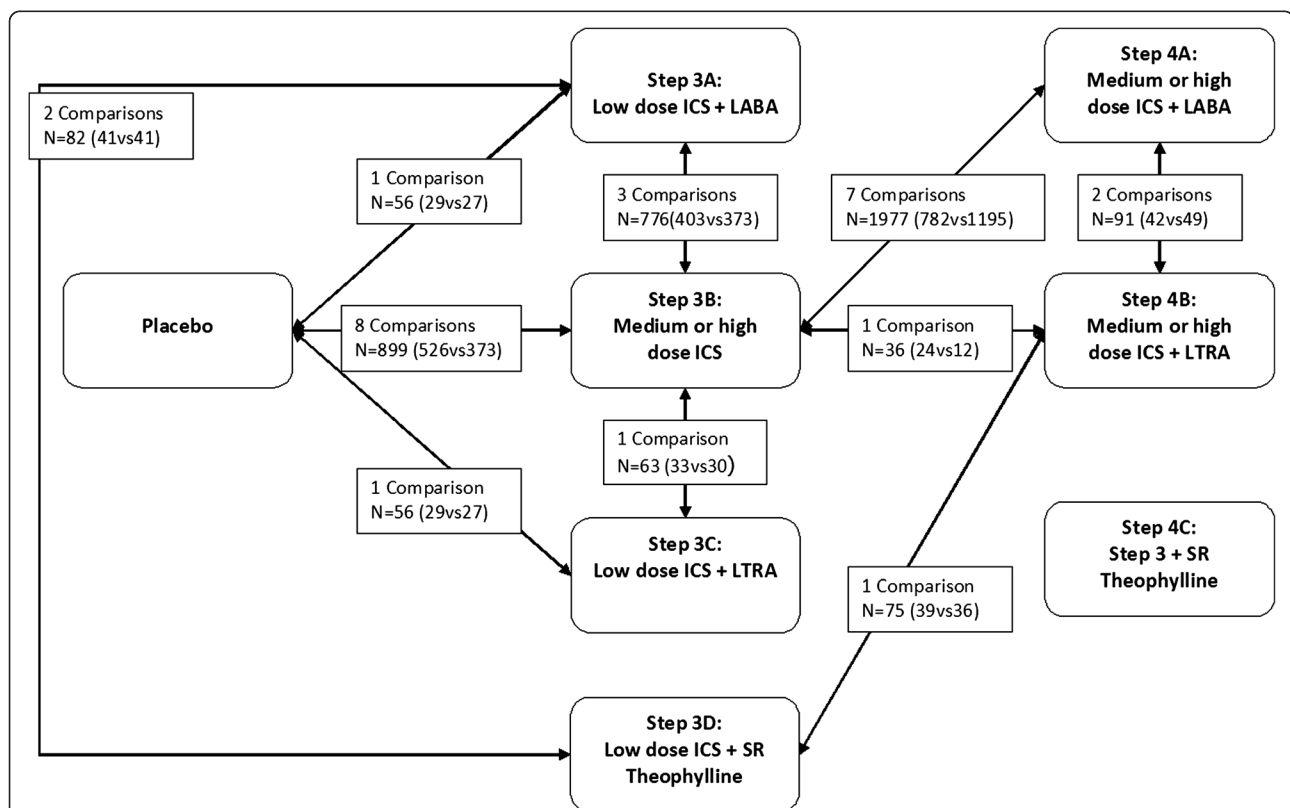 Step 3A:
Low dose ICS + LABA
Step 4A:
Medium or high
dose ICS + LABA
2 Comparisons
N=82 (41vs41)
1 Comparison
N=56 (29vs27)
3 Comparisons
N=776(403vs373)
7 Comparisons
N=1977 (782vs1195)
2 Comparisons
N=91 (42vs49)
Placebo
8 Comparisons
N=899 (526vs373)
Step 3B:
Medium or high
dose ICS
1 Comparison
N=36 (24vs12)
Step 4B:
Medium or high
dose ICS + LTRA
1 Comparison
N=63 (33vs30)
1 Comparison
N=56 (29vs27)
Step 3C:
Low dose ICS + LTRA
Step 4C:
Step 3 + SR
Theophylline
1 Comparison
N=75 (39vs36)
Step 3D:
Low dose ICS + SR
Theophylline